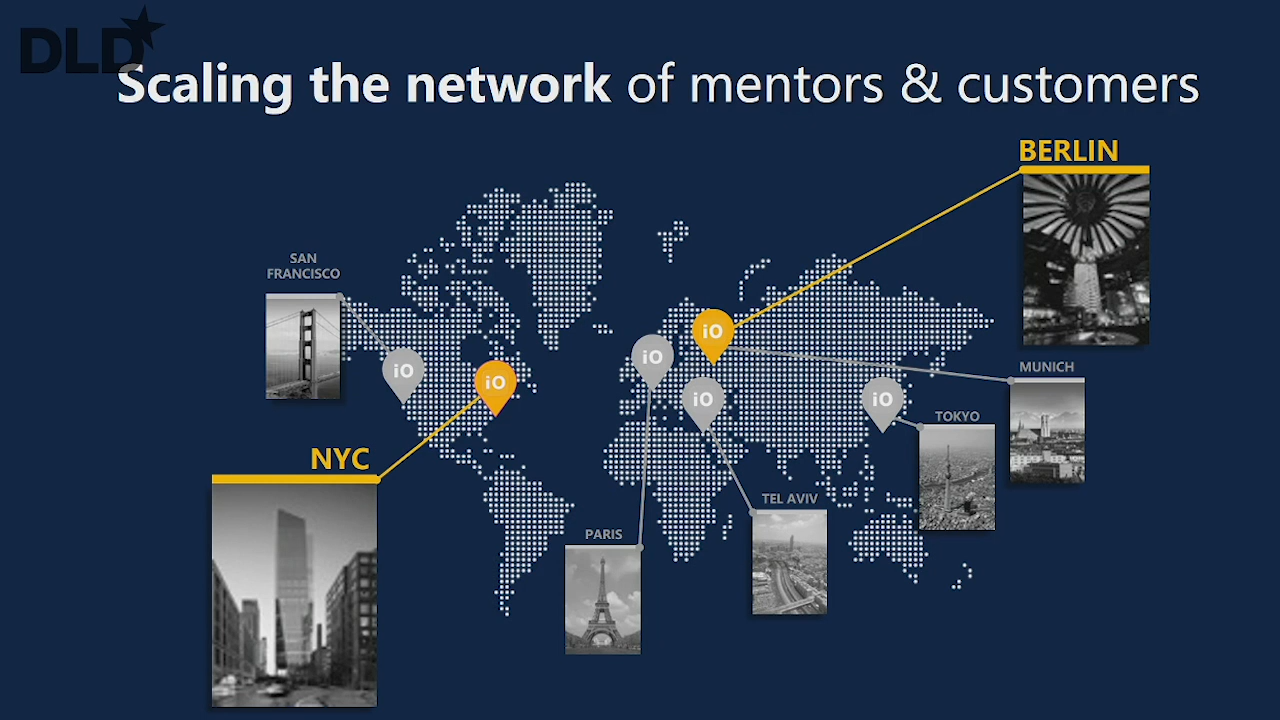 DLD
Scaling the network of mentors & customers
BERLIN
SAN
FRANCISCO
iO
iO
iO
iO
MUNICH
iO
iO
TOKYO
NYC
TEL AVIV
PARIS